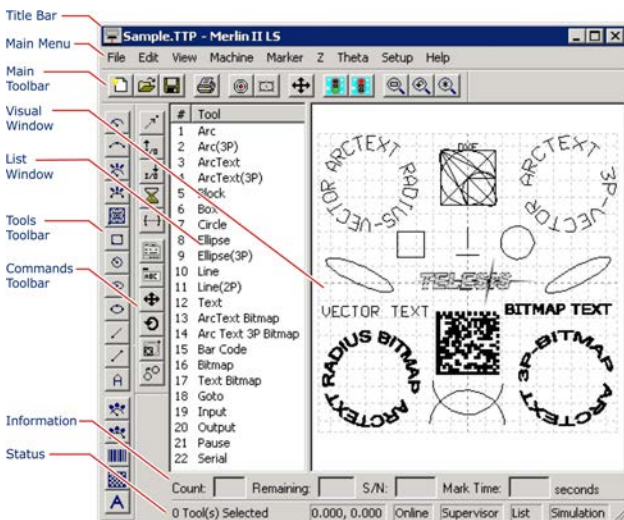 Title Bar
Sample.TTP - Merlin II LS
Main Menu
File Edit View Machine Marker Z Theta Setup Help
Main
Toolbar
Visual
Window
List
Window
Tools
Toolbar
Commands
Toolbar
Information
Status
# Tool
1 Arc
2 Arc(3P)
3 ArcText
4 ArcText(3P)
5 Block
6 Box
7 Circle
8 Ellipse
9 Ellipse(3P)
10 Line
11 Line(2P)
12 Text
13 ArcText Bitmap
14 Arc Text 3P Bitmap
15 Bar Code
16 Bitmap
17 Text Bitmap
18 Goto
19 Input
20 Output
21 Pause
22 Serial
ARCTEXT RADIUS-VECTOR
DXF
ARCTEXT 3P-VECTOR
TELESIS
VECTOR TEXT
BITMAP TEXT
RADIUS BITMAP ARCTEXT
3P-BITMAP ARCTEXT
ABC
A
A
Count: Remaining: S/N: Mark Time: seconds
0 Tool(s) Selected 0.000, 0.000 Online Supervisor List Simulation